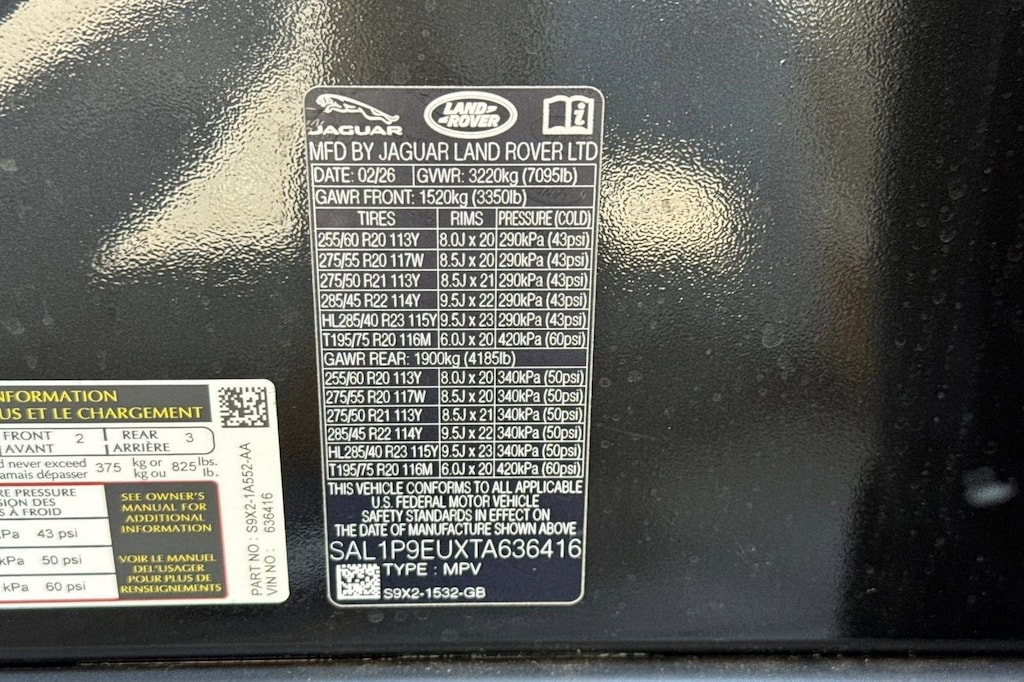 JAGUAR
LAND-
ROVER
i
MFD BY JAGUAR LAND ROVER LTD
DATE: 02/26 GVWR: 3220kg (7095lb)
GAWR FRONT: 1520kg (3350lb)
TIRES RIMS PRESSURE (COLD)
255/60 R20 113Y 8.0J x 20 290kPa (43psi)
275/55 R20 117W 8.5J x 20 290kPa (43psi)
275/50 R21 113Y 8.5J x 21 290kPa (43psi)
285/45 R22 114Y 9.5J x 22 290kPa (43psi)
HL285/40 R23 115Y 9.5J x 23 290kPa (43psi)
T195/75 R20 116M 6.0J x 20 420kPa (60psi)
GAWR REAR: 1900kg (4185lb)
255/60 R20 113Y 8.0J x 20 340kPa (50psi)
275/55 R20 117W 8.5J x 20 340kPa (50psi)
275/50 R21 113Y 8.5J x 21 340kPa (50psi)
285/45 R22 114Y 9.5J x 22 340kPa (50psi)
HL285/40 R23 115Y 9.5J x 23 340kPa (50psi)
T195/75 R20 116M 6.0J x 20 420kPa (60psi)
THIS VEHICLE CONFORMS TO ALL APPLICABLE
U.S. FEDERAL MOTOR VEHICLE
SAFETY STANDARDS IN EFFECT ON
THE DATE OF MANUFACTURE SHOWN ABOVE
SAL1P9EUXTA636416
TYPE : MPV
S9X2-1532-GB
NFORMATION
US ET LE CHARGEMENT
FRONT 2 REAR 3
AVANT ARRIÈRE
d never exceed 375 kg or 825 lbs.
amais dépasser kg ou lb.
RE PRESSURE
SION DES
S À FROID
Pa 43 psi
kPa 50 psi
kPa 60 psi
SEE OWNER'S
MANUAL FOR
ADDITIONAL
INFORMATION
VOIR LE MANUEL
DEL'USAGER
POUR PLUS DE
RENSEIGNEMENTS
PART NO : S9X2-1A552-AA
VIN NO : 636416